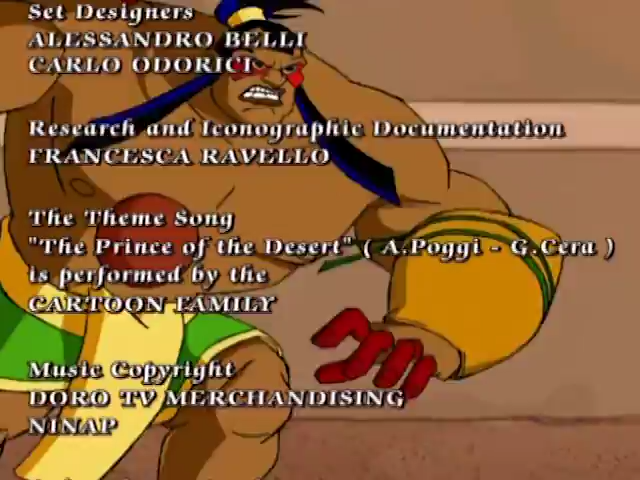 Set Designers
ALESSANDRO BELLI
CARLO ODORICI
Research and Iconographic Documentation
FRANCESCA RAVELLO
The Theme Song
"The Prince of the Desert" ( A.Poggi - G.Cera )
is performed by the
CARTOON FAMILY
Music Copyright
DORO TV MERCHANDISING
NINAP